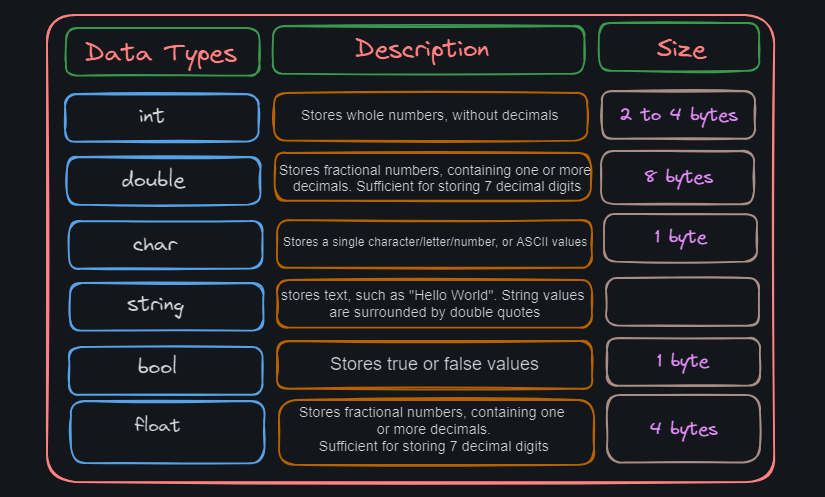 Data Types
Description
Size
int
Stores whole numbers, without decimals
2 to 4 bytes
double
Stores fractional numbers, containing one or more
decimals. Sufficient for storing 7 decimal digits
8 bytes
char
Stores a single character/letter/number, or ASCII values
1 byte
string
stores text, such as "Hello World". String values
are surrounded by double quotes
bool
Stores true or false values
1 byte
float
Stores fractional numbers, containing one
or more decimals.
Sufficient for storing 7 decimal digits
4 bytes